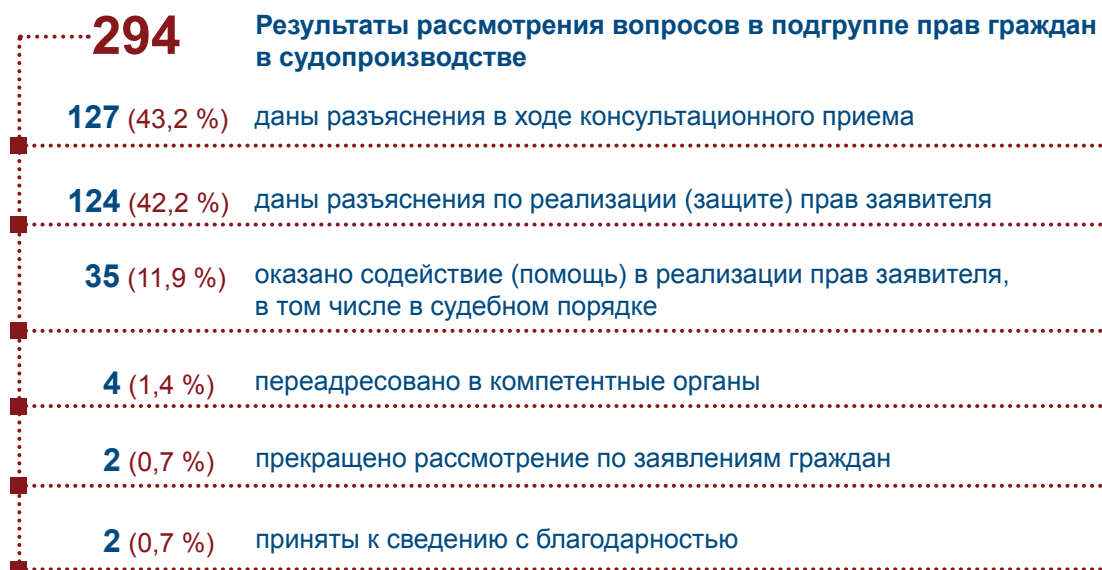 294 Результаты рассмотрения вопросов в подгруппе прав граждан
в судопроизводстве
127 (43,2 %) даны разъяснения в ходе консультационного приема
124 (42,2 %) даны разъяснения по реализации (защите) прав заявителя
35 (11,9 %) оказано содействие (помощь) в реализации прав заявителя,
в том числе в судебном порядке
4 (1,4 %) переадресовано в компетентные органы
2 (0,7 %) прекращено рассмотрение по заявлениям граждан
2 (0,7 %) приняты к сведению с благодарностью